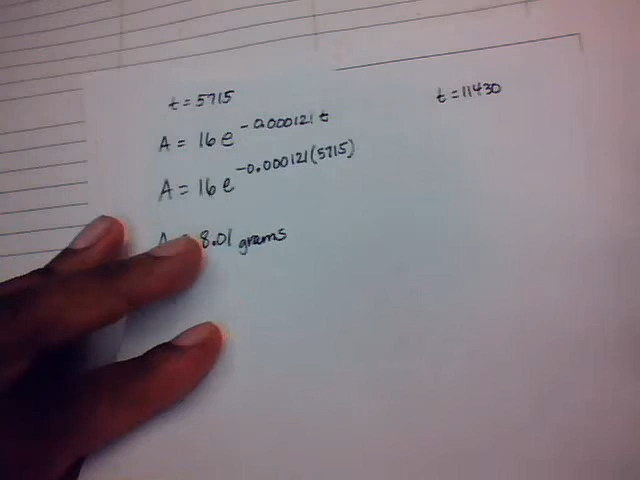 t = 5715
t = 11430
A = 16e^-0.000121t
A = 16e^-0.000121(5715)
A = 8.01 grams